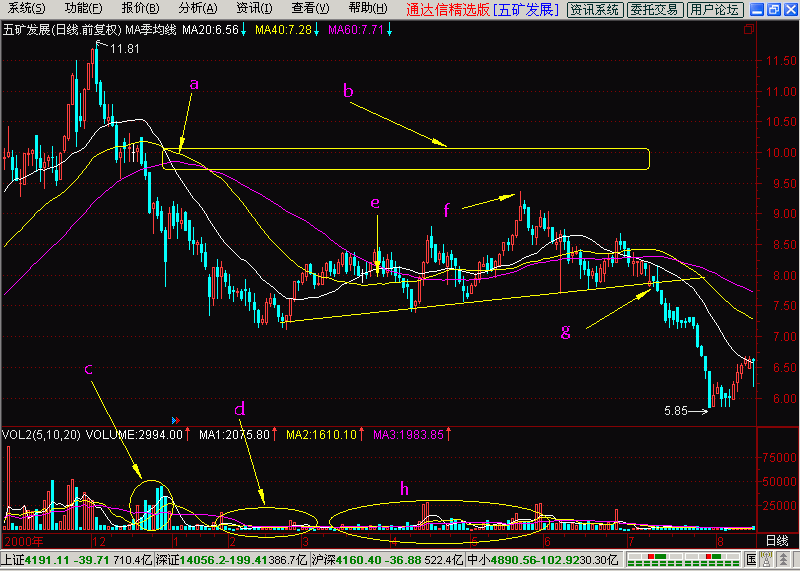 系统(S) 功能(F) 报价(B) 分析(A) 资讯(I) 查看(V) 帮助(H) 通达信精选版 [五矿发展] 资讯系统 委托交易 用户论坛
五矿发展(日线.前复权) MA季均线 MA20:6.56↓ MA40:7.28↓ MA60:7.71↓
11.81
a
b
e
f
g
c
d
h
5.85
11.50
11.00
10.50
10.00
9.50
9.00
8.50
8.00
7.50
7.00
6.50
6.00
VOL2(5,10,20) VOLUME:2994.00↑ MA1:2075.80↑ MA2:1610.10↑ MA3:1983.85↑
75000
50000
25000
2000年 12 1 2 3 4 5 6 7 8 日线
上证4191.11 -39.71 710.4亿 深证14056.2 -199.41 386.7亿 沪深4160.40 -36.88 522.4亿 中小4890.56 -102.92 30.30亿 国